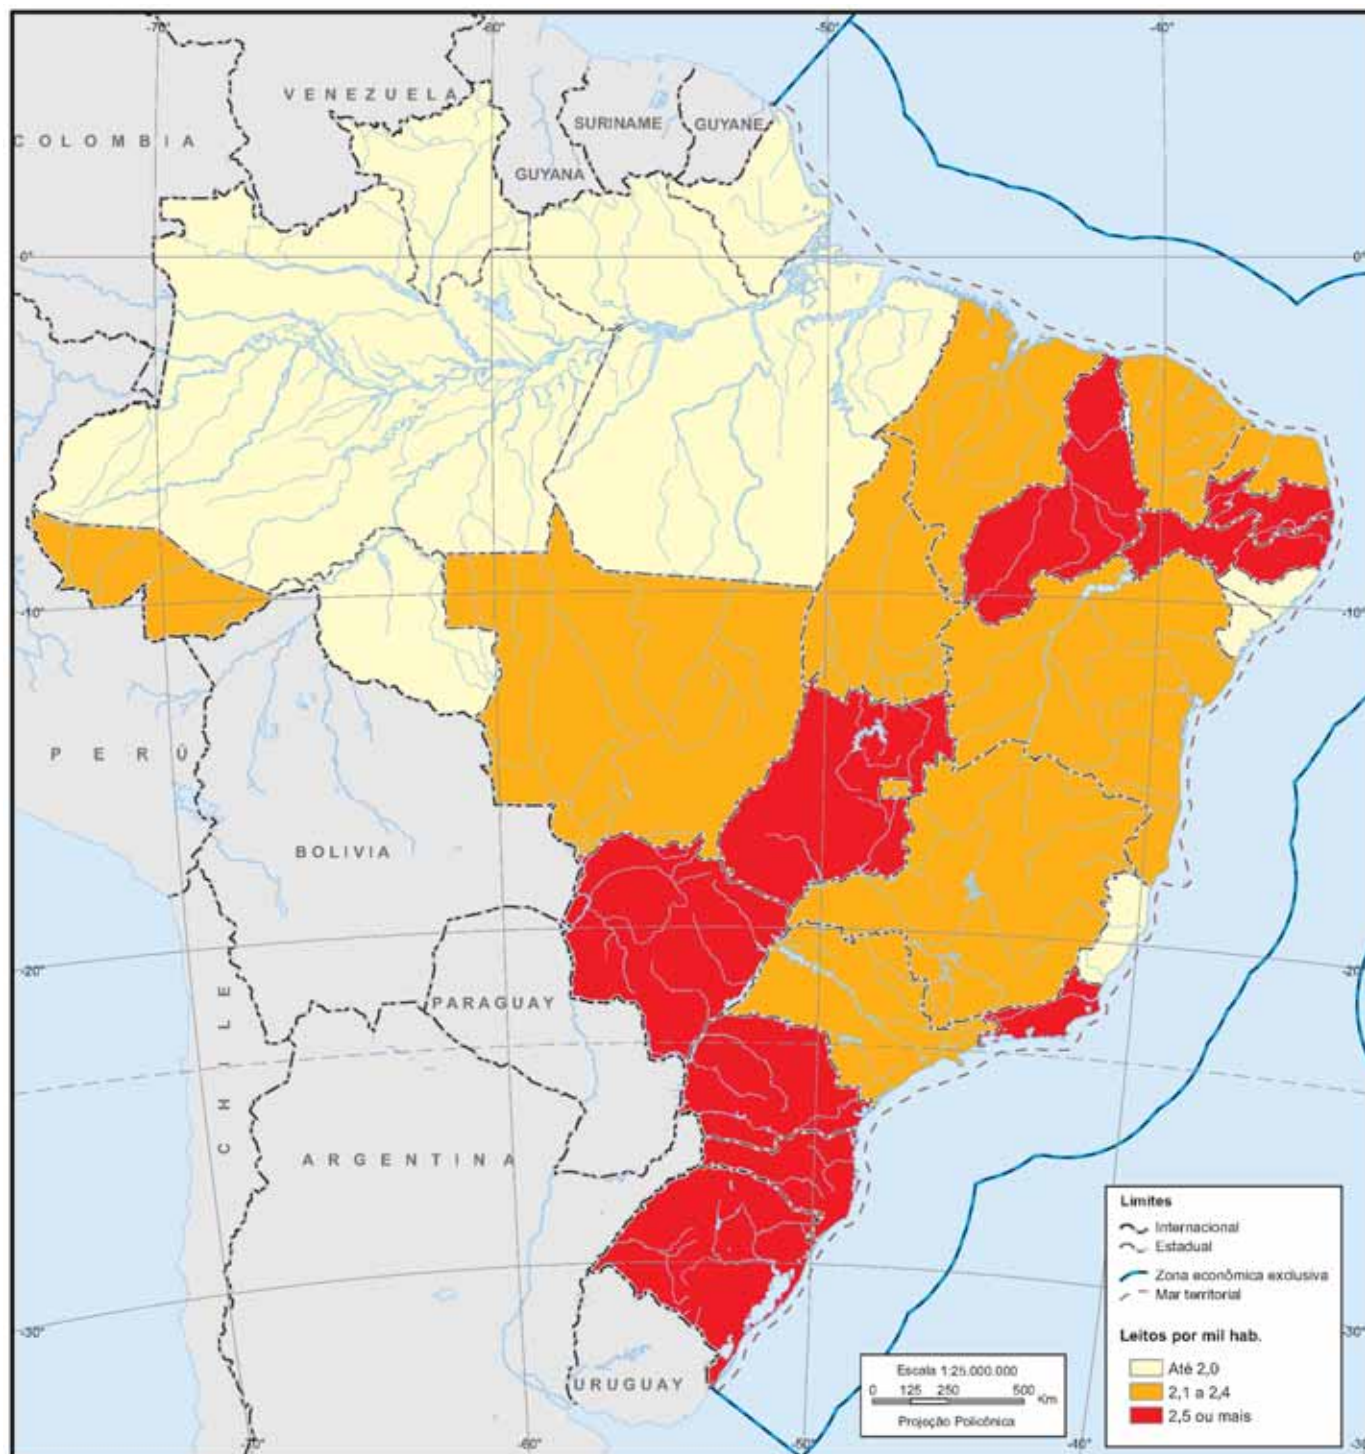 -70°
-60°
-50°
-40°
VENEZUELA
COLOMBIA
SURINAME
GUYANE
GUYANA
0°
0°
-10°
-10°
PERÚ
BOLIVIA
-20°
-20°
PARAGUAY
CHILE
ARGENTINA
URUGUAY
-30°
-30°
Limites
Internacional
Estadual
Zona econômica exclusiva
Mar territorial
Leitos por mil hab.
Até 2,0
2,1 a 2,4
2,5 ou mais
Escala 1:25.000.000
0 125 250 500 Km
Projeção Policônica
-70°
-60°
-50°
-40°